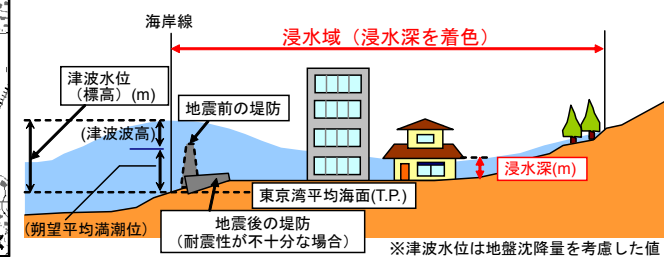 海岸線
浸水域（浸水深を着色）
津波水位
（標高）(m)
地震前の堤防
(津波波高)
浸水深(m)
東京湾平均海面(T.P.)
地震後の堤防
（耐震性が不十分な場合）
(朔望平均満潮位)
※津波水位は地盤沈降量を考慮した値